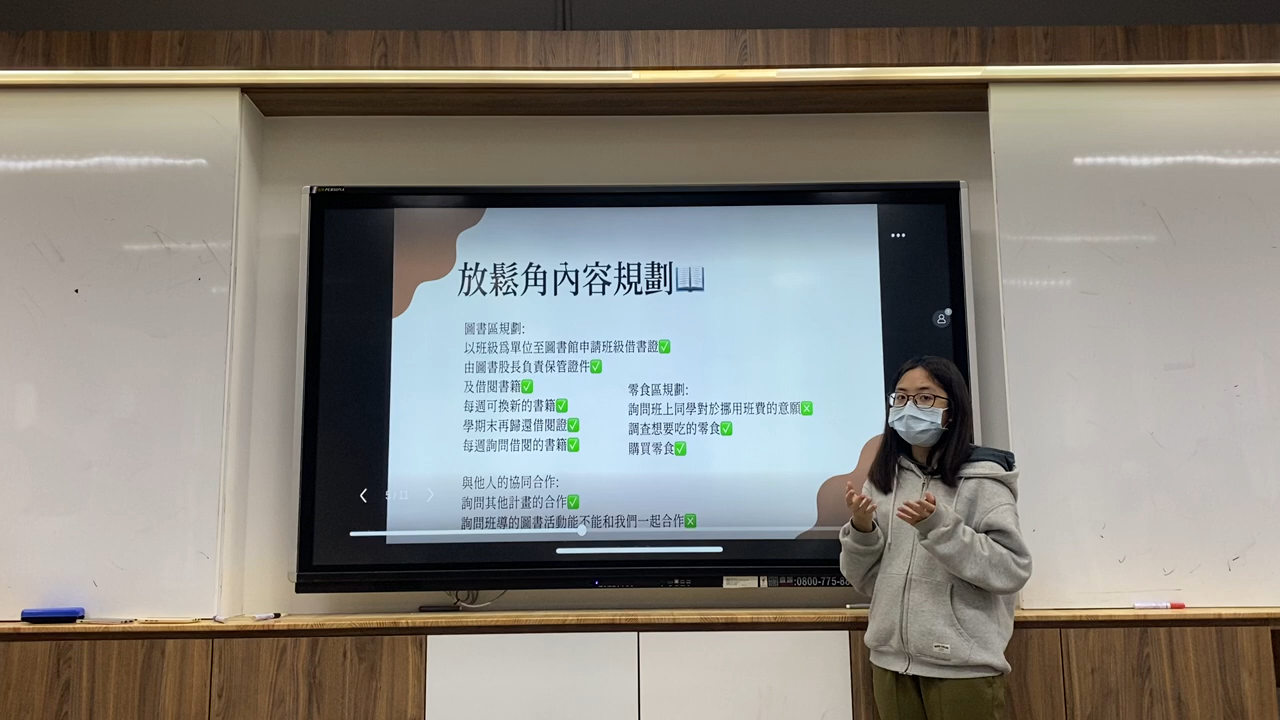 放鬆角內容規劃📖
圖書區規劃:
以班級爲單位至圖書館申請班級借書證✅
由圖書股長負責保管證件✅
及借閱書籍✅
每週可換新的書籍✅
學期末再歸還借閱證✅
每週詢問借閱的書籍✅
零食區規劃:
詢問班上同學對於挪用班費的意願❎
調查想要吃的零食✅
購買零食✅
與他人的協同合作:
詢問其他計畫的合作✅
詢問班導的圖書活動能不能和我們一起合作❎
5 / 11
:0800-775-88